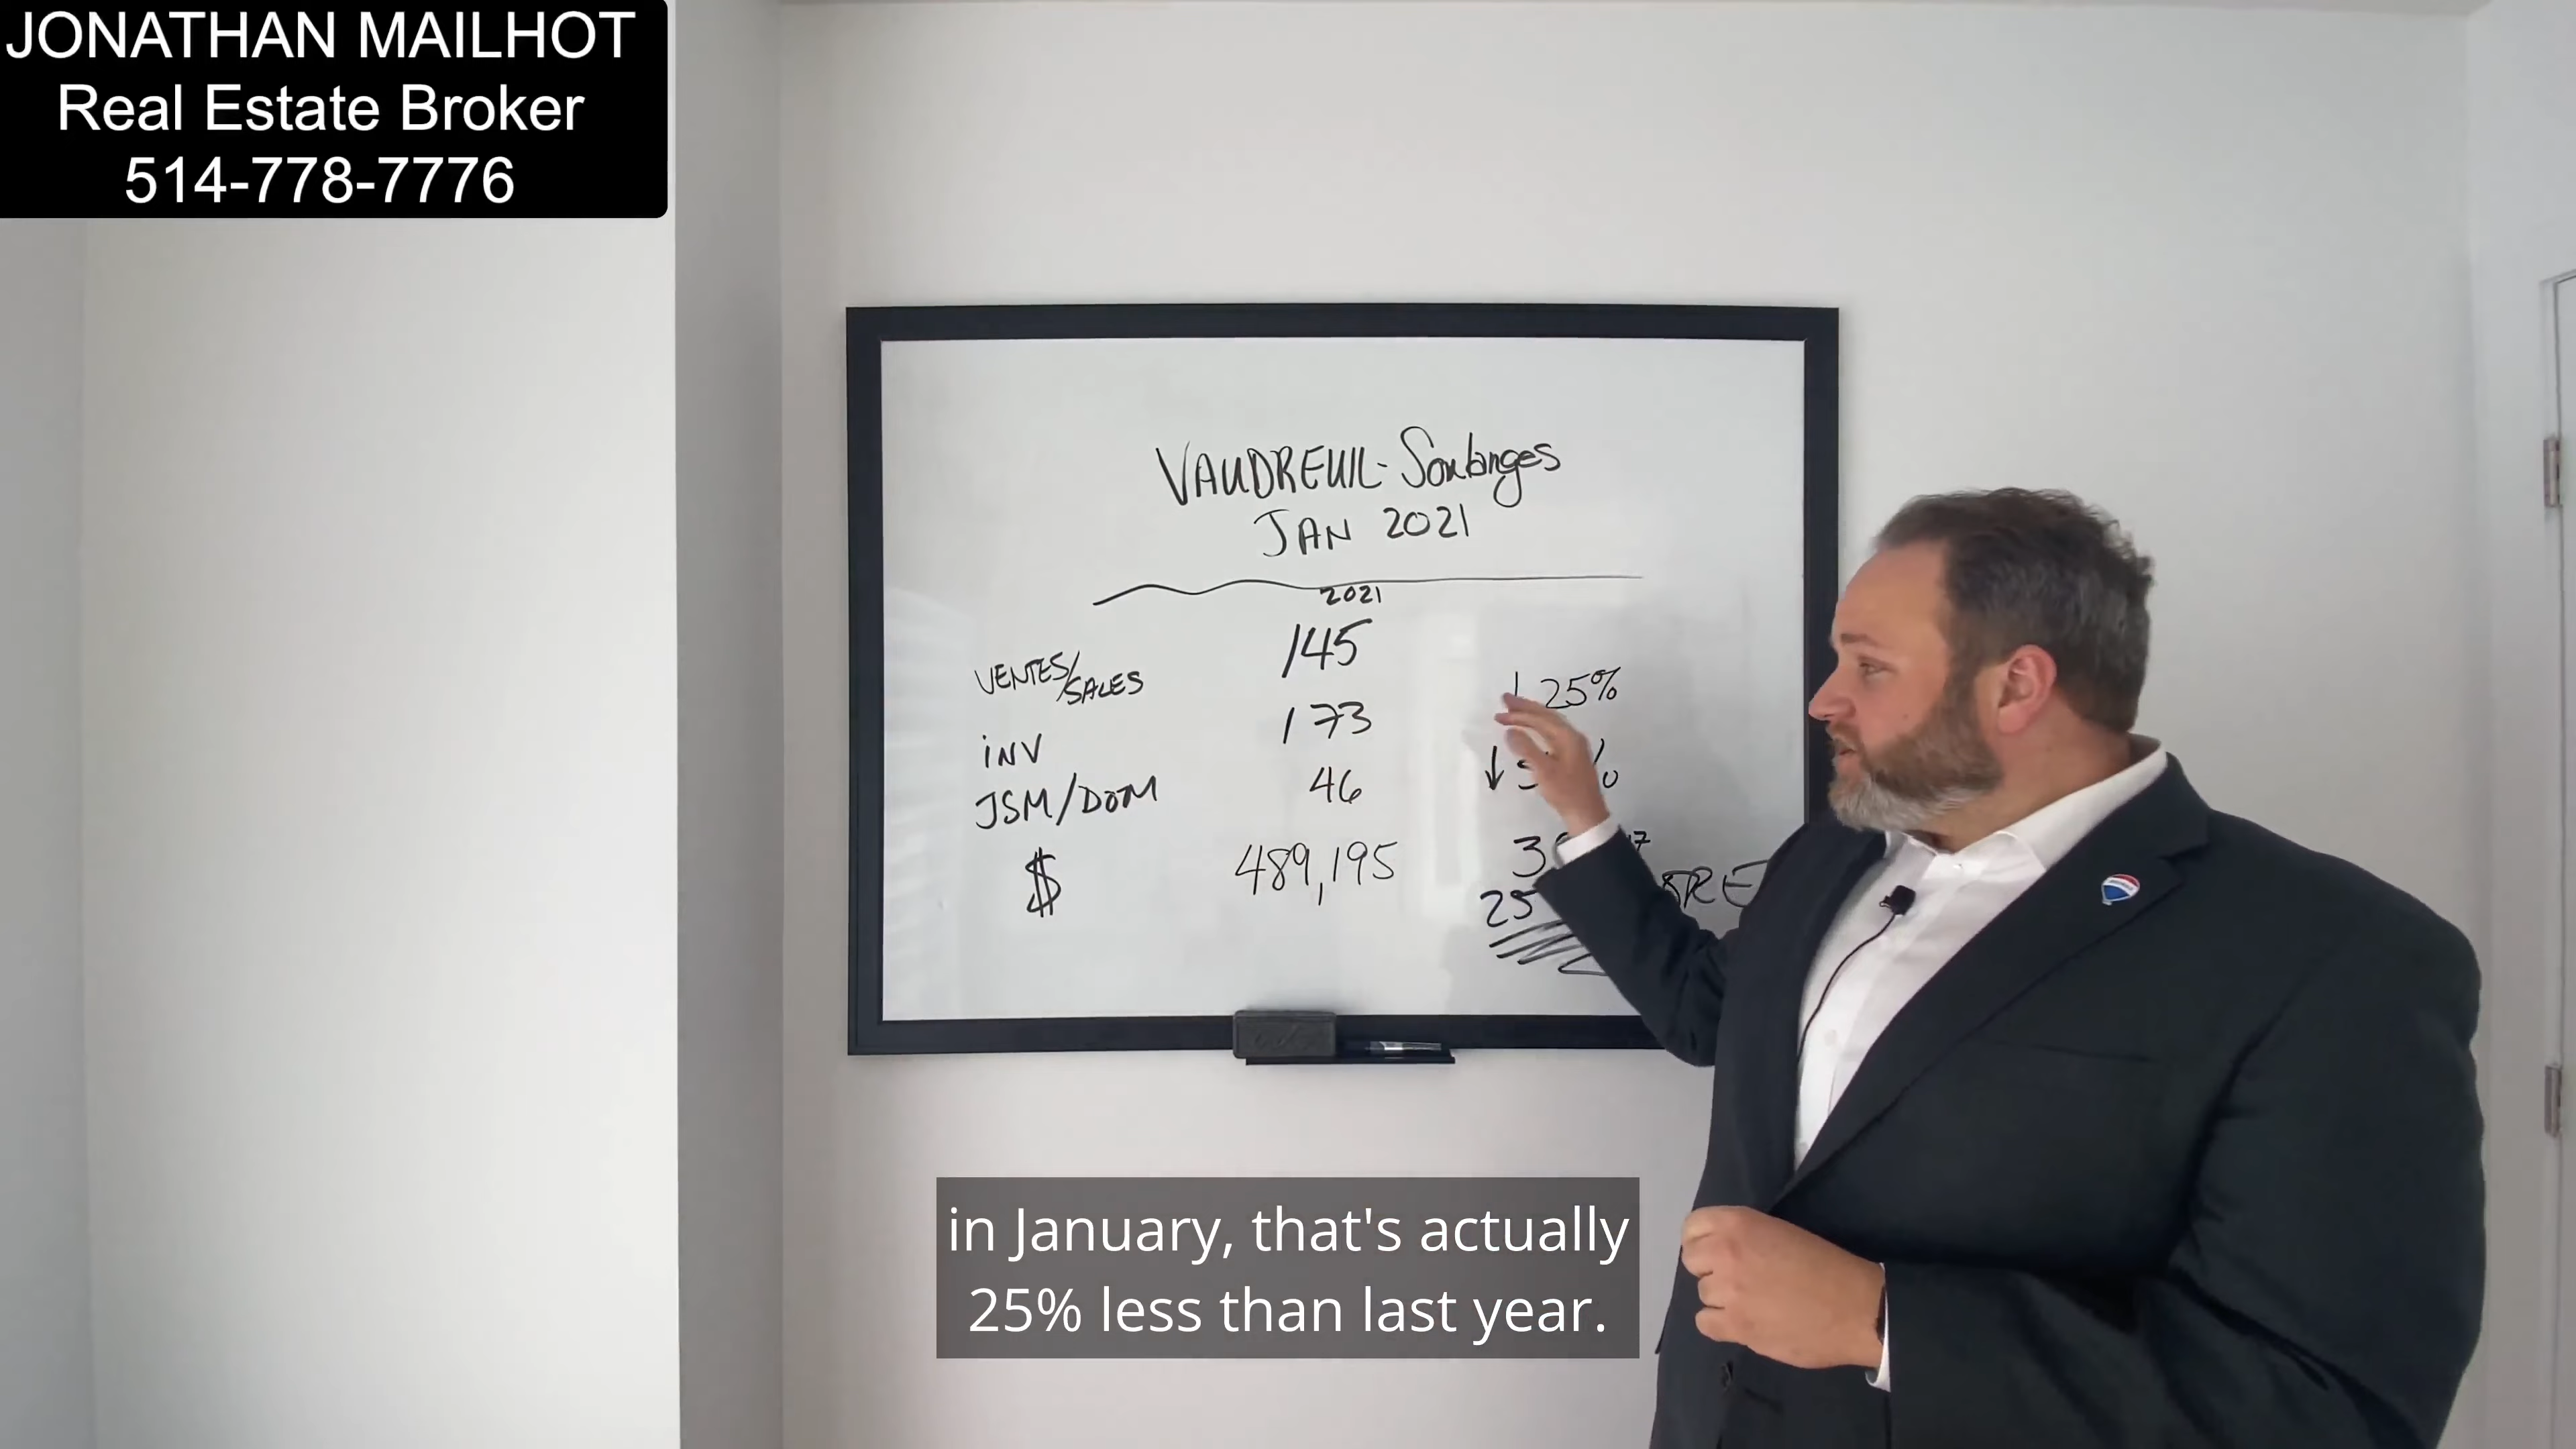 JONATHAN MAILHOT
Real Estate Broker
514-778-7776
VAUDREUIL-Soulanges
JAN 2021
2021
VENTES/SALES 145 ↓ 25%
INV 173 ↓
JSM/DOM 46
$ 489,195
in January, that's actually
25% less than last year.